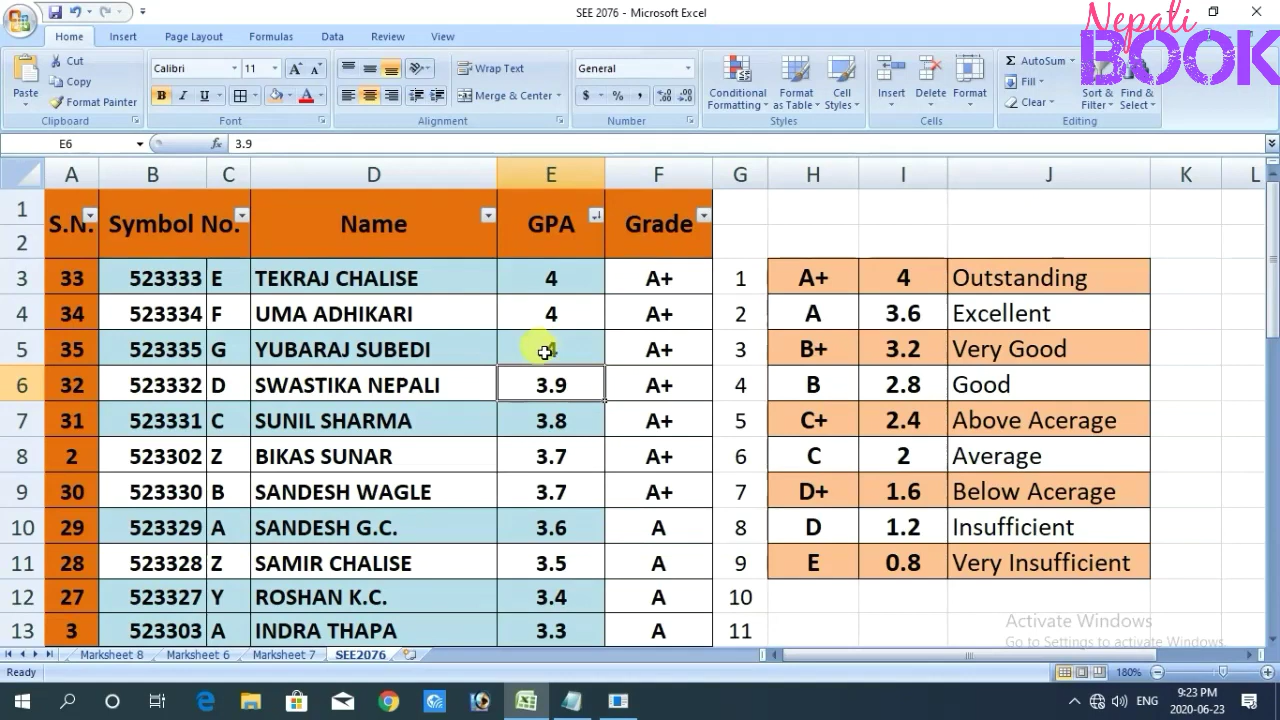 SEE 2076 - Microsoft Excel
Nepali
BOOK
Home Insert Page Layout Formulas Data Review View
Paste
Cut
Copy
Format Painter
Clipboard
Calibri 11
B I U
Font
Wrap Text
Merge & Center
Alignment
General
$ % ,
Number
Conditional Formatting
Format as Table
Cell Styles
Styles
Insert Delete Format
Cells
Σ AutoSum
Fill
Clear
Sort & Filter
Find & Select
Editing
E6 fx 3.9
A B C D E F G H I J K L
1 S.N. Symbol No. Name GPA Grade
2
3 33 523333 E TEKRAJ CHALISE 4 A+ 1 A+ 4 Outstanding
4 34 523334 F UMA ADHIKARI 4 A+ 2 A 3.6 Excellent
5 35 523335 G YUBARAJ SUBEDI 4 A+ 3 B+ 3.2 Very Good
6 32 523332 D SWASTIKA NEPALI 3.9 A+ 4 B 2.8 Good
7 31 523331 C SUNIL SHARMA 3.8 A+ 5 C+ 2.4 Above Acerage
8 2 523302 Z BIKAS SUNAR 3.7 A+ 6 C 2 Average
9 30 523330 B SANDESH WAGLE 3.7 A+ 7 D+ 1.6 Below Acerage
10 29 523329 A SANDESH G.C. 3.6 A 8 D 1.2 Insufficient
11 28 523328 Z SAMIR CHALISE 3.5 A 9 E 0.8 Very Insufficient
12 27 523327 Y ROSHAN K.C. 3.4 A 10
13 3 523303 A INDRA THAPA 3.3 A 11
Activate Windows
Go to Settings to activate Windows.
Marksheet 8 Marksheet 6 Marksheet 7 SEE2076
Ready 180%
ENG 9:23 PM
2020-06-23